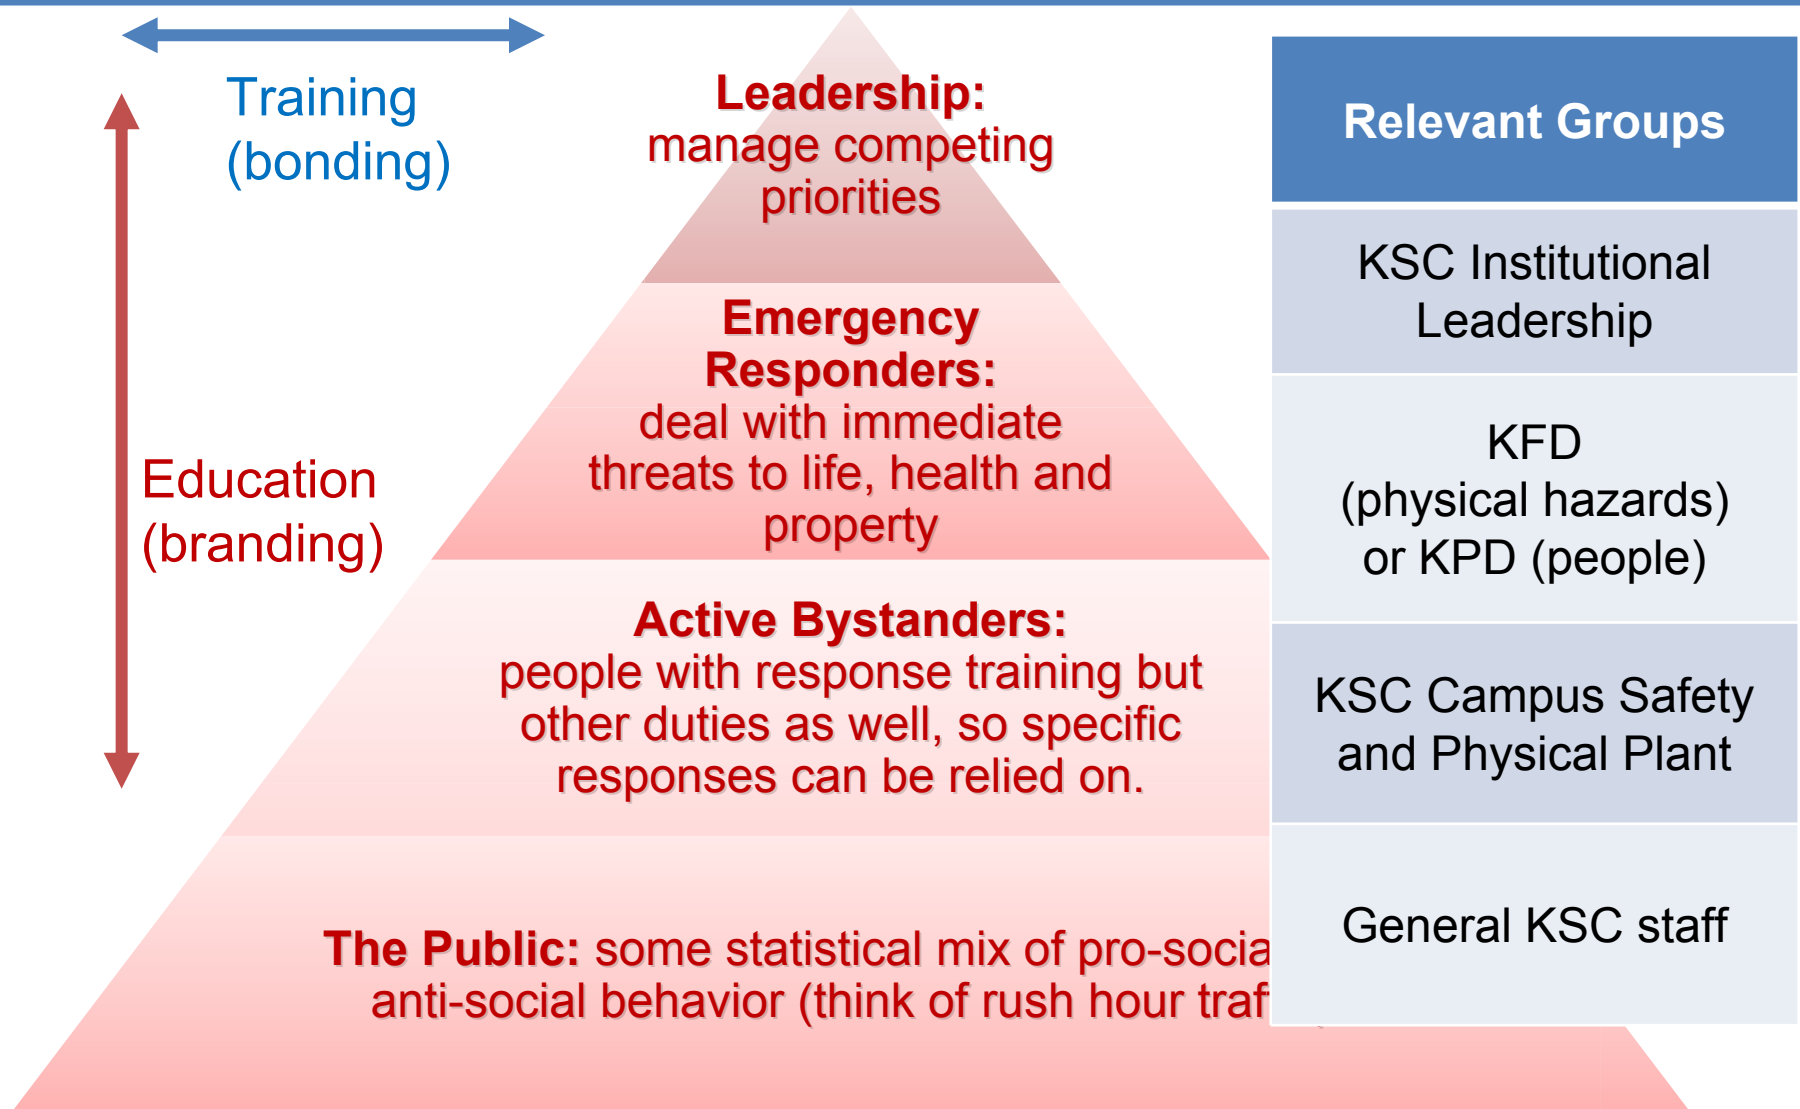 Training
(bonding)
Education
(branding)
Leadership:
manage competing
priorities
Emergency
Responders:
deal with immediate
threats to life, health and
property
Active Bystanders:
people with response training but
other duties as well, so specific
responses can be relied on.
The Public: some statistical mix of pro-socia
anti-social behavior (think of rush hour traf
Relevant Groups
KSC Institutional
Leadership
KFD
(physical hazards)
or KPD (people)
KSC Campus Safety
and Physical Plant
General KSC staff